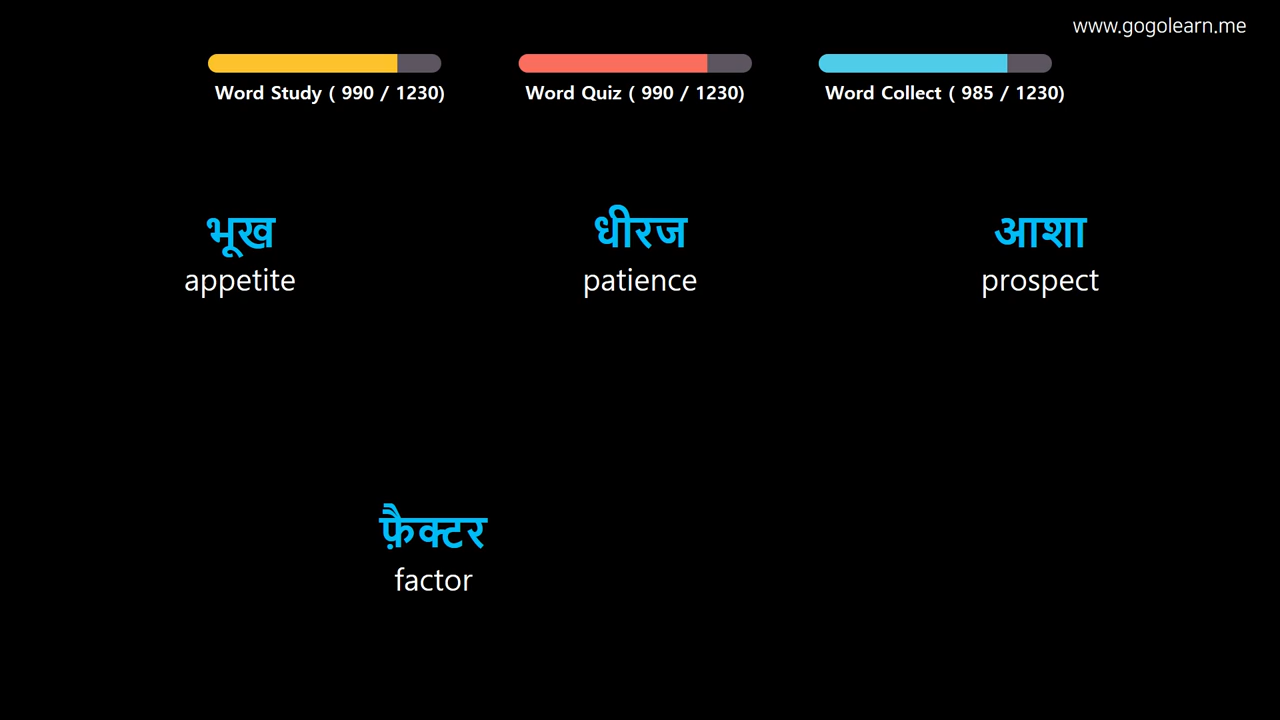 www.gogolearn.me
Word Study ( 990 / 1230)
Word Quiz ( 990 / 1230)
Word Collect ( 985 / 1230)
भूख
appetite
धीरज
patience
आशा
prospect
फ़ैक्टर
factor